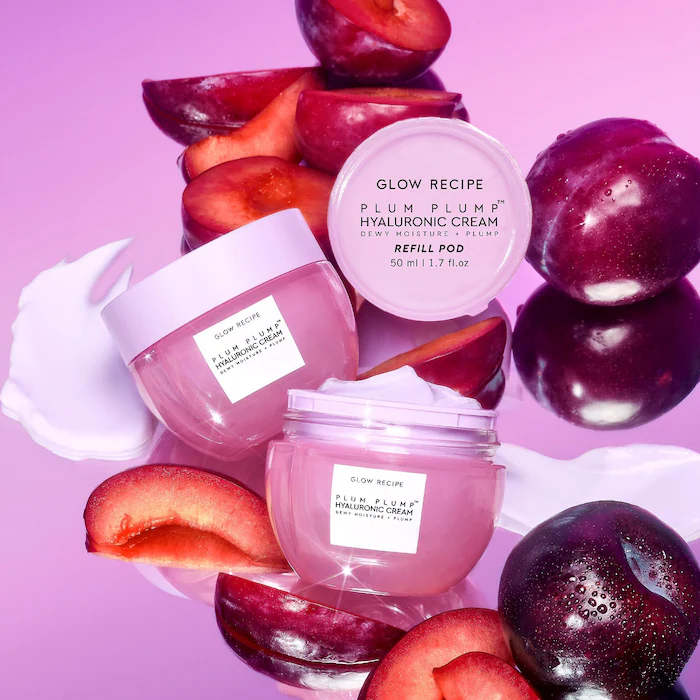 GLOW RECIPE
PLUM PLUMP™
HYALURONIC CREAM
DEWY MOISTURE + PLUMP
REFILL POD
50 ml | 1.7 fl.oz
GLOW RECIPE
PLUM PLUMP™
HYALURONIC CREAM
DEWY MOISTURE + PLUMP
GLOW RECIPE
PLUM PLUMP™
HYALURONIC CREAM
DEWY MOISTURE + PLUMP